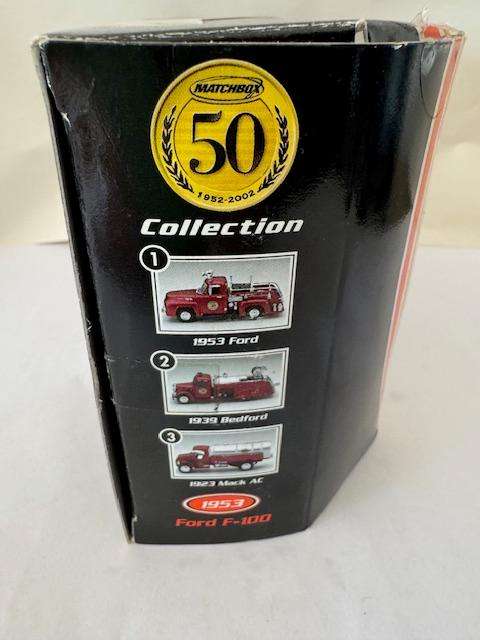 MATCHBOX
50
1952-2002
Collection
1
1953 Ford
2
1939 Bedford
3
1923 Mack AC
1953
Ford F-100